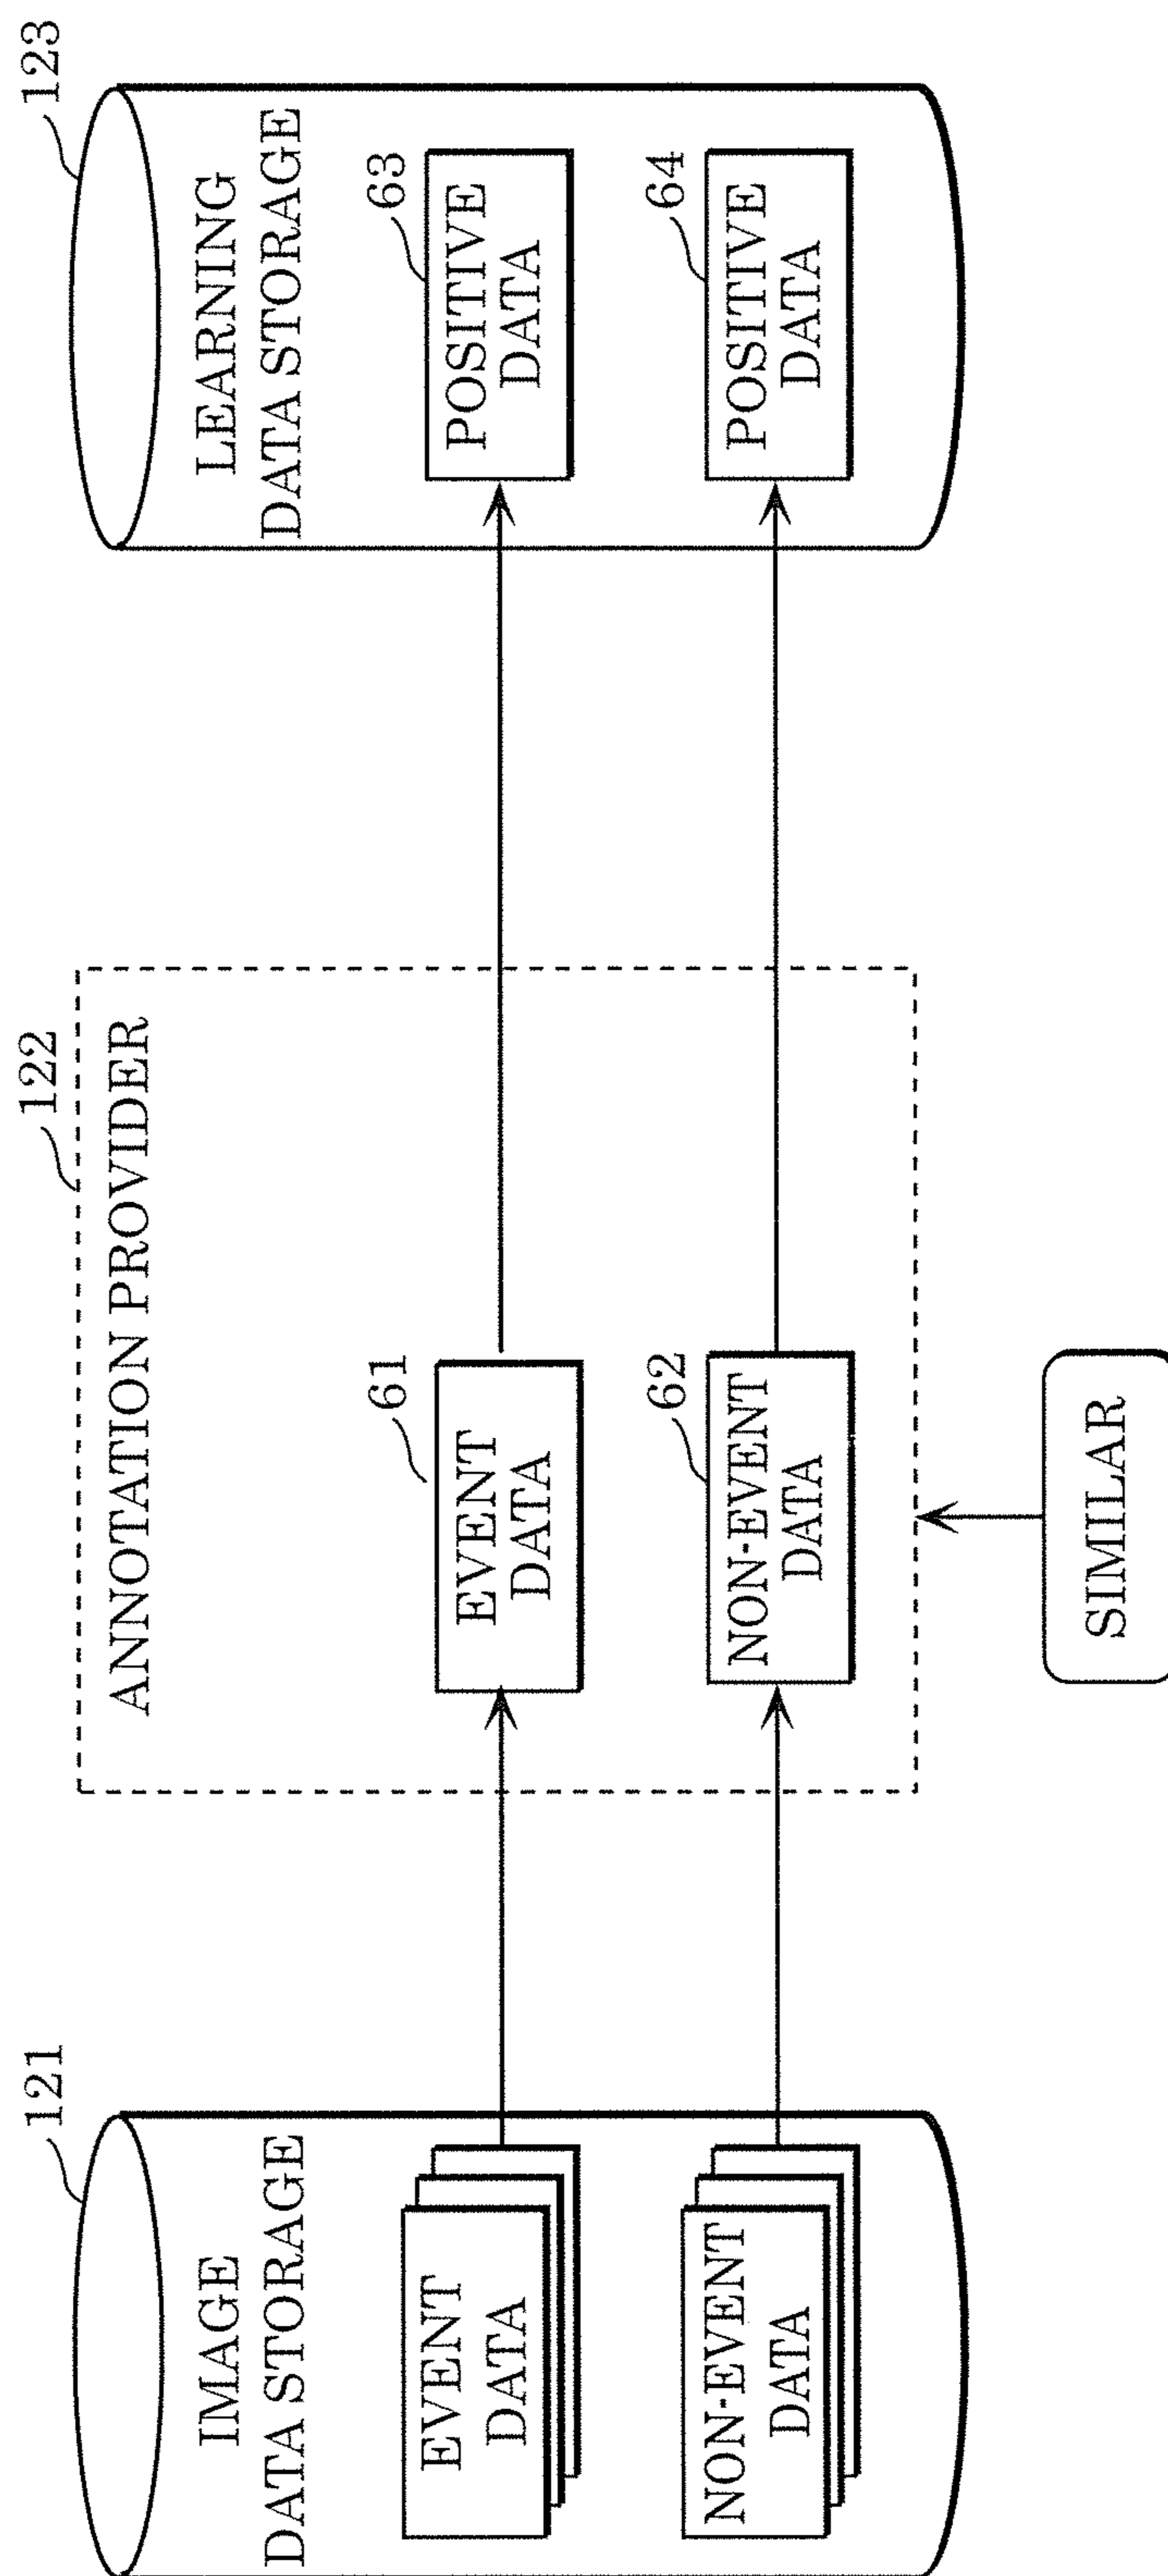 121
IMAGE
DATA STORAGE
EVENT
DATA
NON-EVENT
DATA
122
ANNOTATION PROVIDER
61
EVENT
DATA
62
NON-EVENT
DATA
SIMILAR
123
LEARNING
DATA STORAGE
63
POSITIVE
DATA
64
POSITIVE
DATA